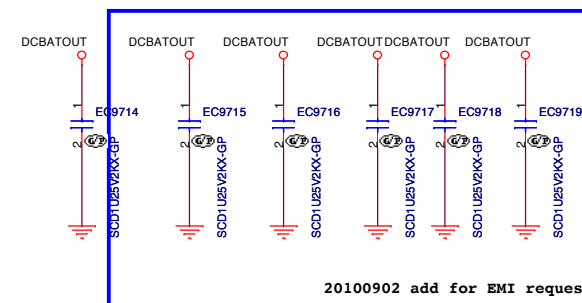 DCBATOUT DCBATOUT DCBATOUT DCBATOUT DCBATOUT DCBATOUT
1 1 1 1 1 1
EC9714 EC9715 EC9716 EC9717 EC9718 EC9719
2 2 2 2 2 2
SCD1U25V2KX-GP SCD1U25V2KX-GP SCD1U25V2KX-GP SCD1U25V2KX-GP SCD1U25V2KX-GP SCD1U25V2KX-GP
20100902 add for EMI reques